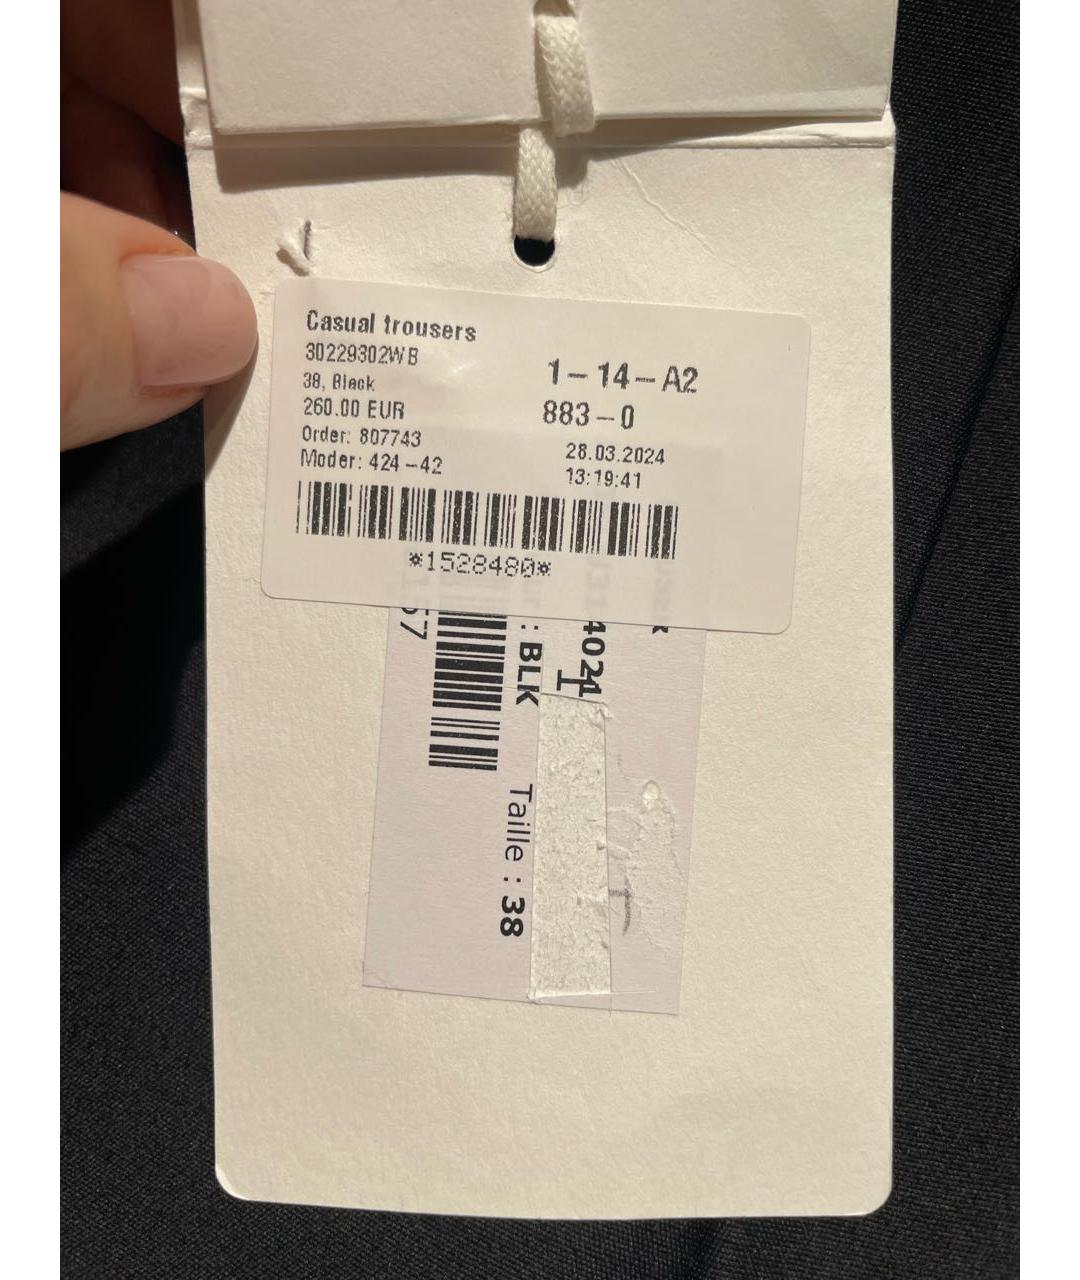 Casual trousers
30229302WB
38, Black
260.00 EUR
Order: 807743
Moder: 424-42
1-14-A2
883-0
28.03.2024
13:19:41
*1528480*
57
: BLK
Taille : 38